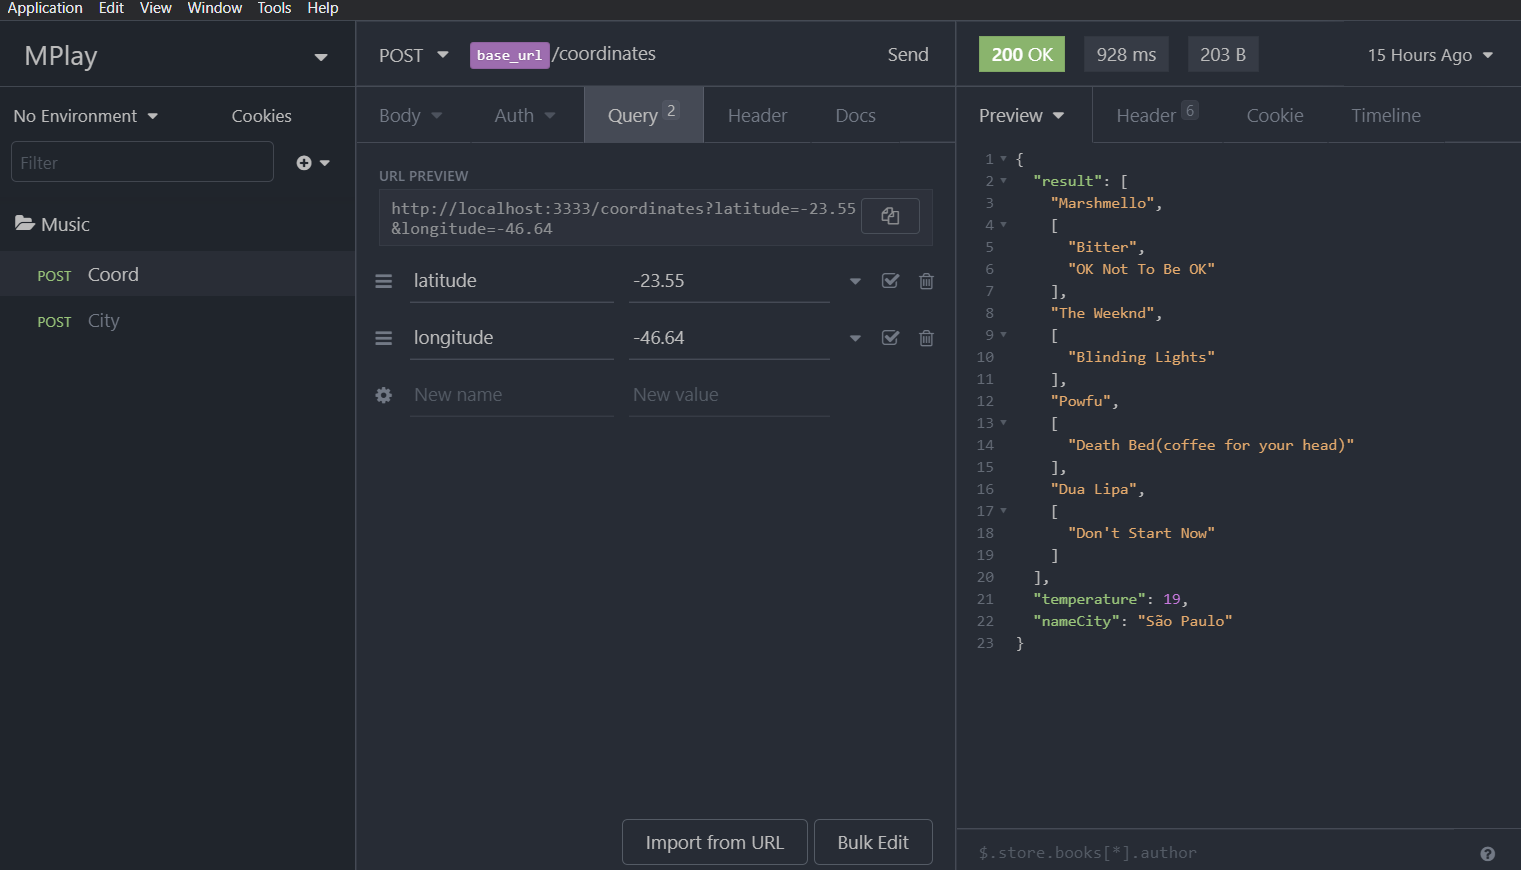 Application Edit View Window Tools Help
MPlay
No Environment
Cookies
Filter
Music
POST Coord
POST City
POST base_url/coordinates Send
Body Auth Query 2 Header Docs
URL PREVIEW
http://localhost:3333/coordinates?latitude=-23.55
&longitude=-46.64
latitude -23.55
longitude -46.64
New name New value
Import from URL Bulk Edit
200 OK 928 ms 203 B 15 Hours Ago
Preview Header 6 Cookie Timeline
1 {
2 "result": [
3 "Marshmello",
4 [
5 "Bitter",
6 "OK Not To Be OK"
7 ],
8 "The Weeknd",
9 [
10 "Blinding Lights"
11 ],
12 "Powfu",
13 [
14 "Death Bed(coffee for your head)"
15 ],
16 "Dua Lipa",
17 [
18 "Don't Start Now"
19 ]
20 ],
21 "temperature": 19,
22 "nameCity": "São Paulo"
23 }
$.store.books[*].author